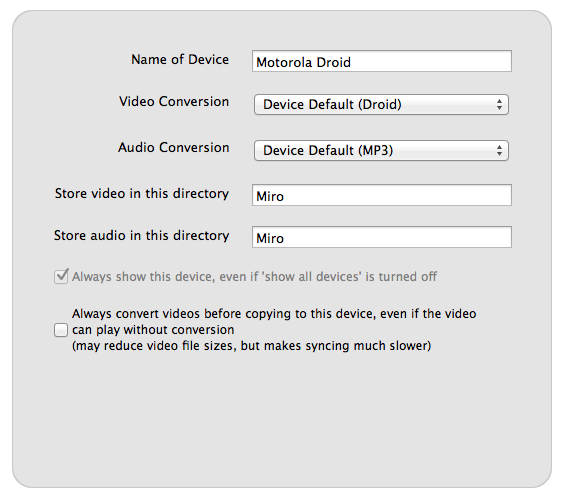 Name of Device Motorola Droid
Video Conversion Device Default (Droid)
Audio Conversion Device Default (MP3)
Store video in this directory Miro
Store audio in this directory Miro
Always show this device, even if 'show all devices' is turned off
Always convert videos before copying to this device, even if the video
can play without conversion
(may reduce video file sizes, but makes syncing much slower)